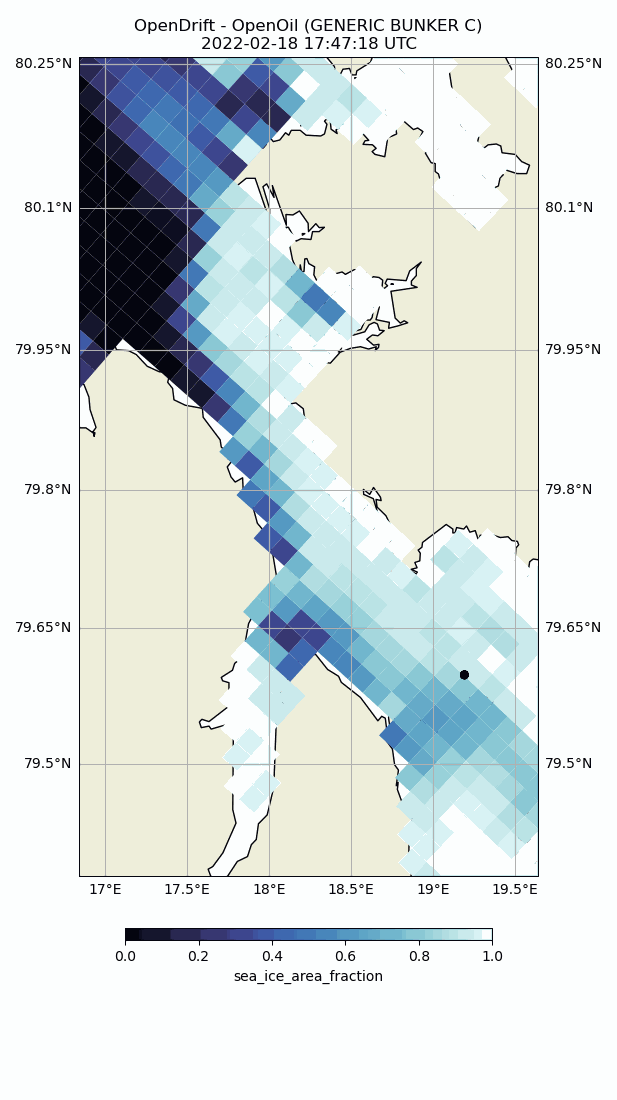 OpenDrift - OpenOil (GENERIC BUNKER C)
2022-02-18 17:47:18 UTC
80.25°N 80.25°N
80.1°N 80.1°N
79.95°N 79.95°N
79.8°N 79.8°N
79.65°N 79.65°N
79.5°N 79.5°N
17°E 17.5°E 18°E 18.5°E 19°E 19.5°E
0.0 0.2 0.4 0.6 0.8 1.0
sea_ice_area_fraction